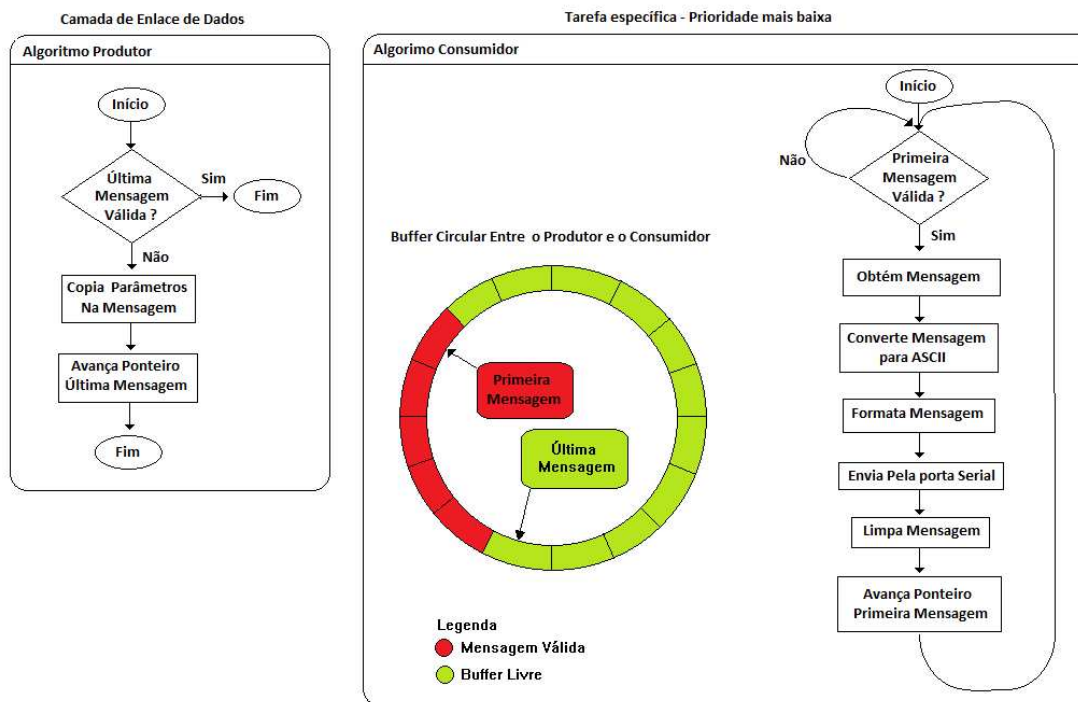 Camada de Enlace de Dados
Algoritmo Produtor
Início
Última
Mensagem
Válida ?
Sim
Fim
Não
Copia Parâmetros
Na Mensagem
Avança Ponteiro
Última Mensagem
Fim
Tarefa específica - Prioridade mais baixa
Algorimo Consumidor
Buffer Circular Entre o Produtor e o Consumidor
Primeira
Mensagem
Última
Mensagem
Legenda
Mensagem Válida
Buffer Livre
Início
Não
Primeira
Mensagem
Válida ?
Sim
Obtém Mensagem
Converte Mensagem
para ASCII
Formata Mensagem
Envia Pela porta Serial
Limpa Mensagem
Avança Ponteiro
Primeira Mensagem